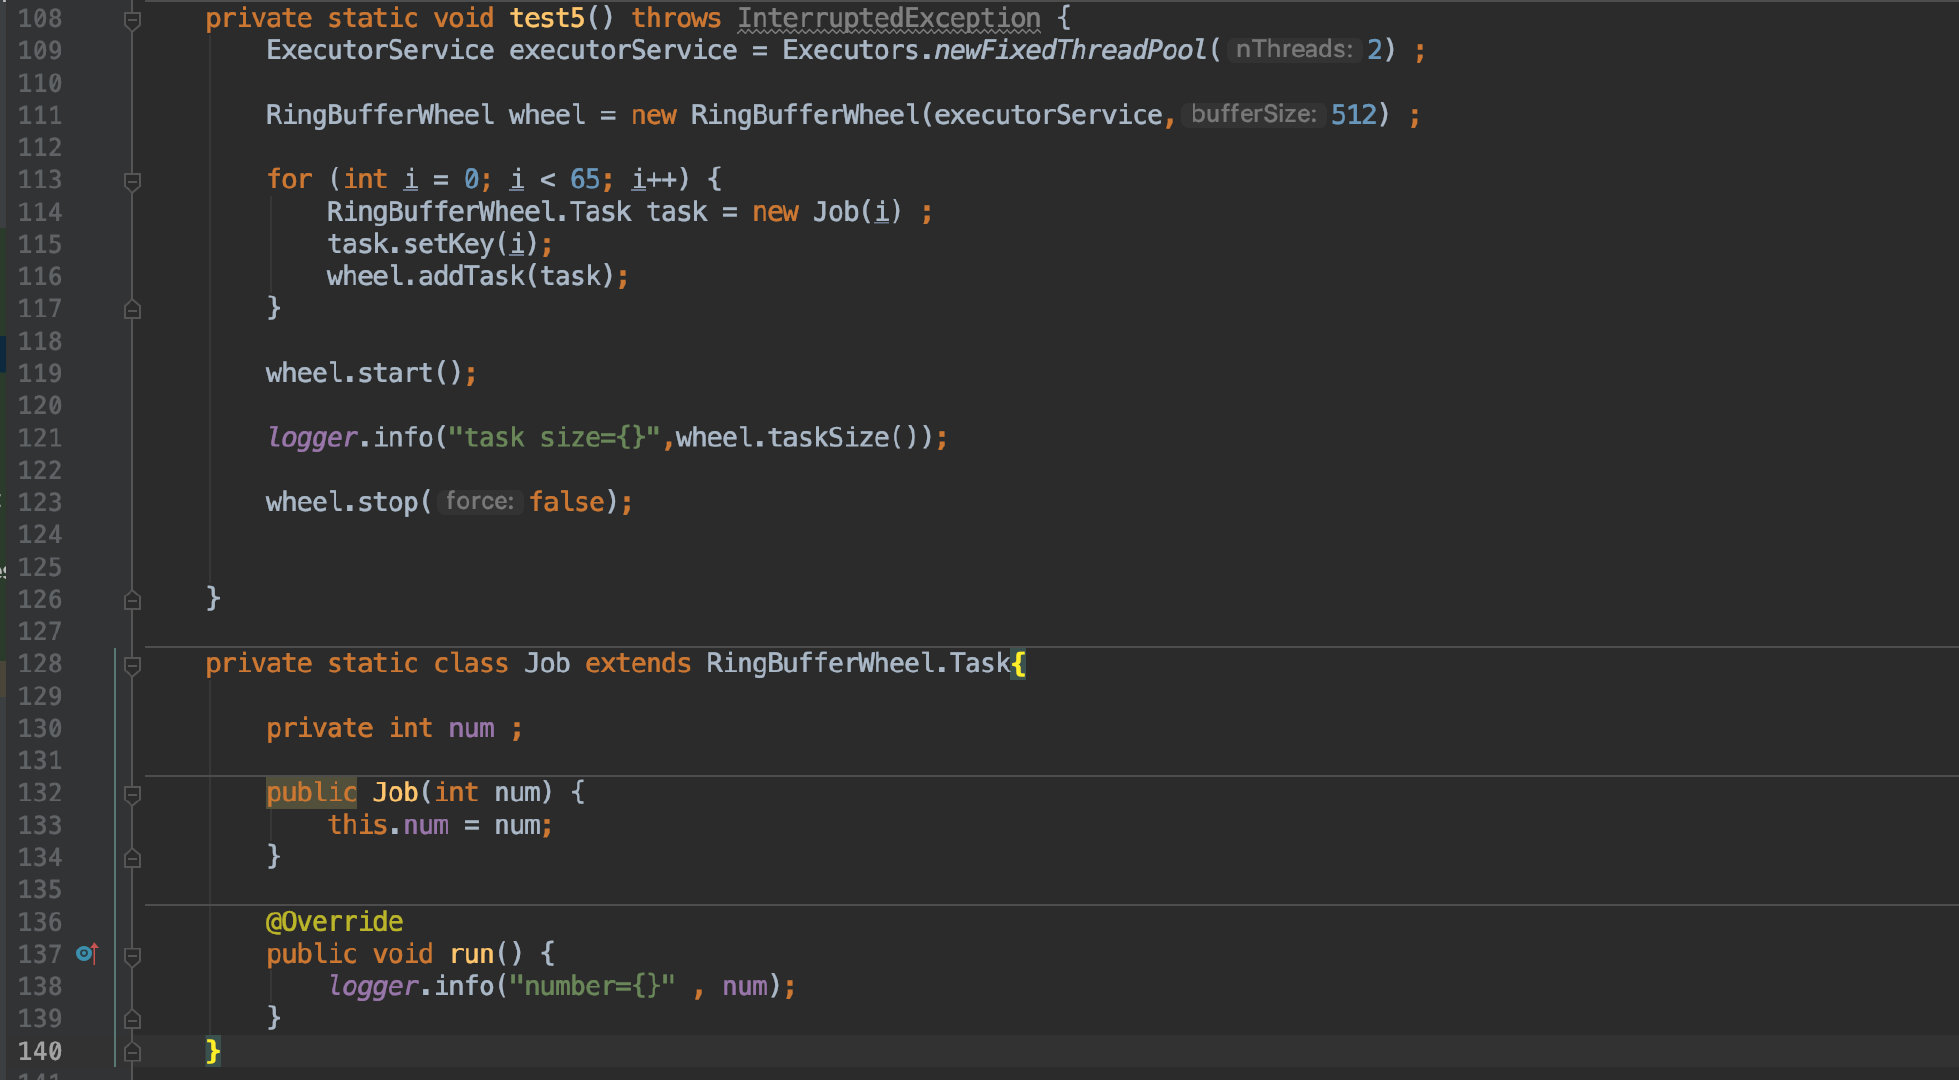 108 private static void test5() throws InterruptedException {
109 ExecutorService executorService = Executors.newFixedThreadPool( nThreads: 2) ;
110
111 RingBufferWheel wheel = new RingBufferWheel(executorService, bufferSize: 512) ;
112
113 for (int i = 0; i < 65; i++) {
114 RingBufferWheel.Task task = new Job(i) ;
115 task.setKey(i);
116 wheel.addTask(task);
117 }
118
119 wheel.start();
120
121 logger.info("task size={}",wheel.taskSize());
122
123 wheel.stop( force: false);
124
125
126 }
127
128 private static class Job extends RingBufferWheel.Task{
129
130 private int num ;
131
132 public Job(int num) {
133 this.num = num;
134 }
135
136 @Override
137 public void run() {
138 logger.info("number={}" , num);
139 }
140 }
141